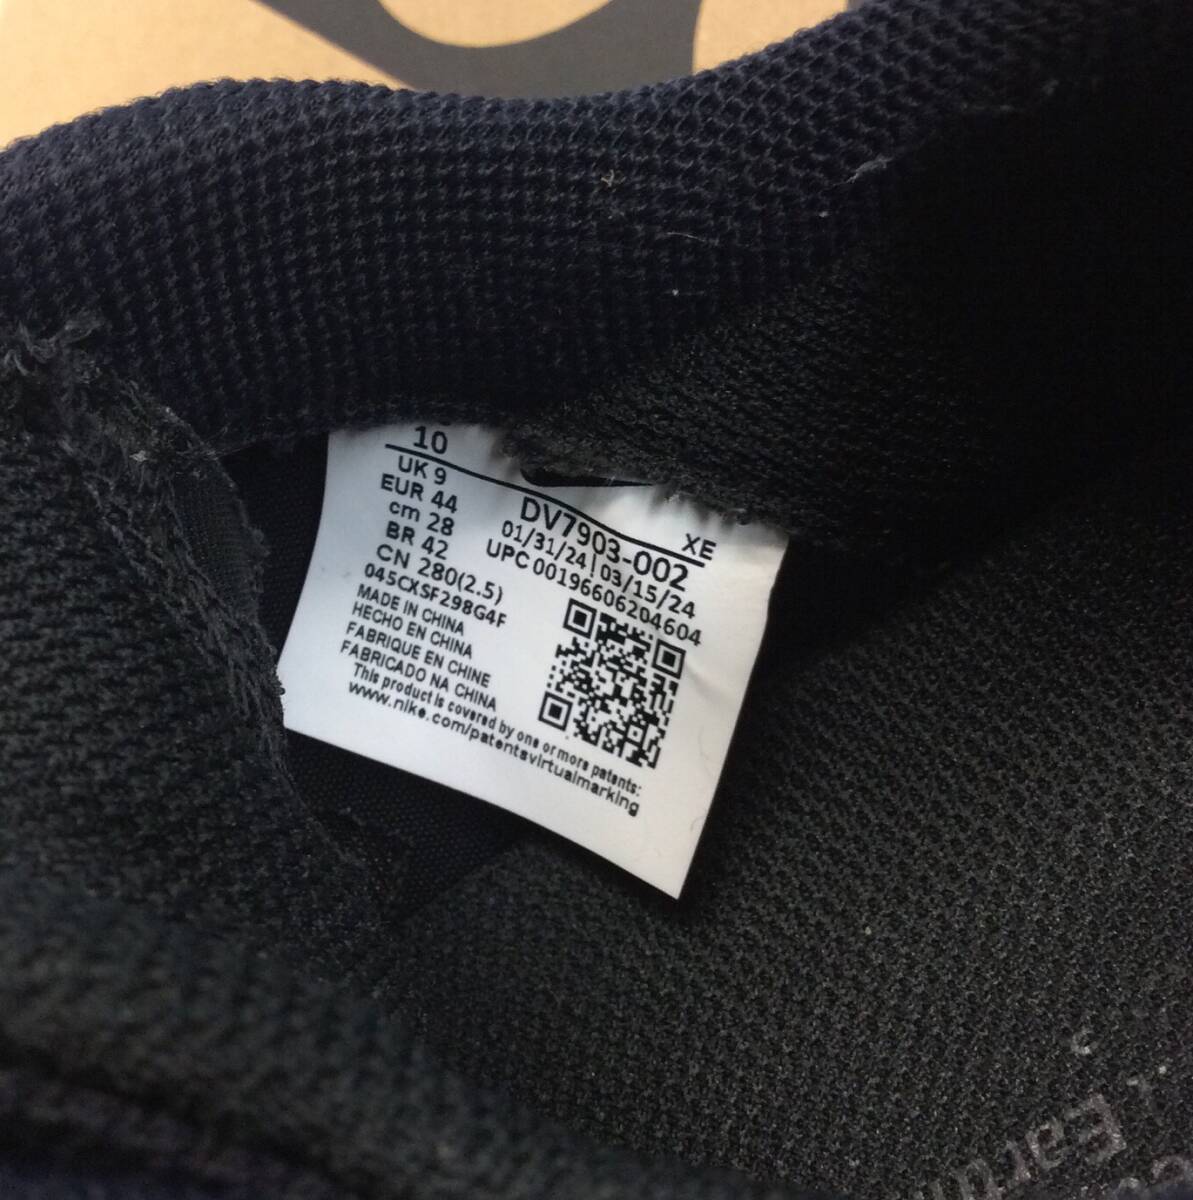 10
UK 9
EUR 44
cm 28
BR 42
CN 280(2.5)
045CXSF298G4F
XE
DV7903-002
01/31/24|03/15/24
UPC 00196606204604
MADE IN CHINA
HECHO EN CHINA
FABRIQUE EN CHINE
FABRICADO NA CHINA
This product is covered by one or more patents:
www.nike.com/patentsvirtualmarking